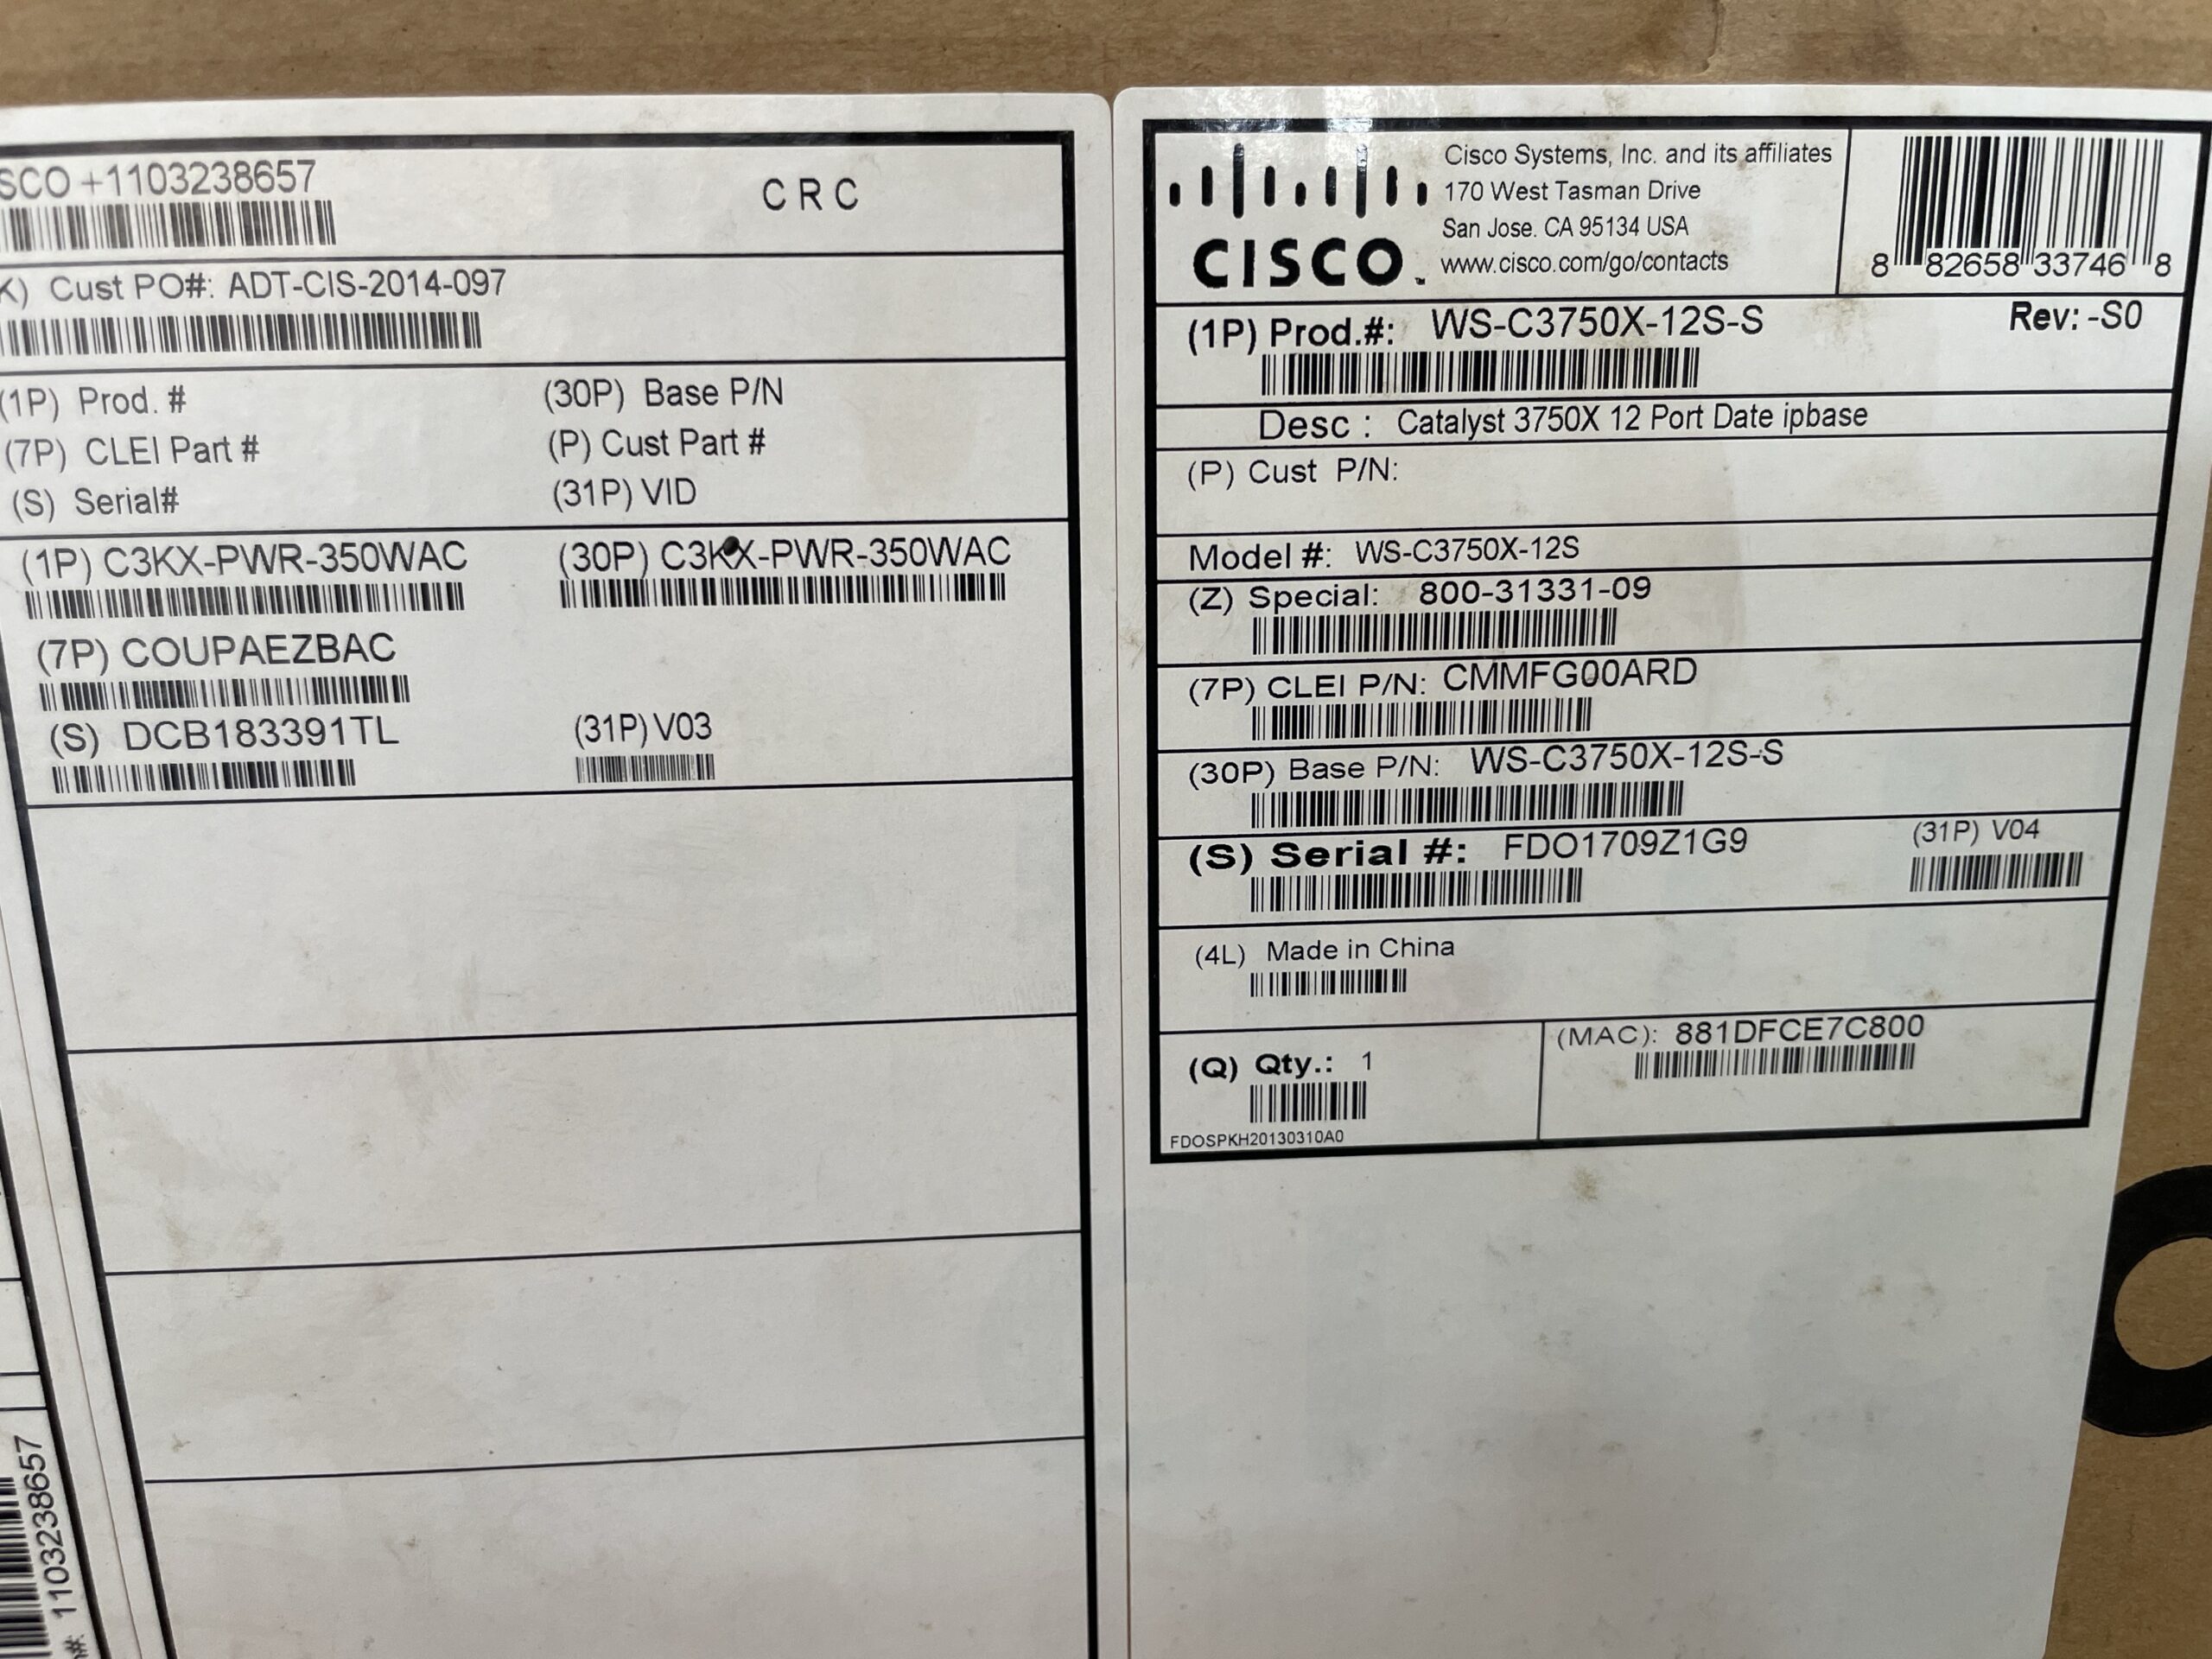 SCO +1103238657
CRC
K) Cust PO#: ADT-CIS-2014-097
(1P) Prod. #
(30P) Base P/N
(7P) CLEI Part #
(P) Cust Part #
(S) Serial#
(31P) VID
(1P) C3KX-PWR-350WAC
(30P) C3KX-PWR-350WAC
(7P) COUPAEZBAC
(S) DCB183391TL
(31P) V03
#: 1103238657
CISCO.
Cisco Systems, Inc. and its affiliates
170 West Tasman Drive
San Jose. CA 95134 USA
www.cisco.com/go/contacts
8 82658 33746 8
(1P) Prod.#: WS-C3750X-12S-S
Rev: -S0
Desc : Catalyst 3750X 12 Port Date ipbase
(P) Cust P/N:
Model #: WS-C3750X-12S
(Z) Special: 800-31331-09
(7P) CLEI P/N: CMMFG00ARD
(30P) Base P/N: WS-C3750X-12S-S
(S) Serial #: FDO1709Z1G9
(31P) V04
(4L) Made in China
(Q) Qty.: 1
(MAC): 881DFCE7C800
FDOSPKH20130310A0